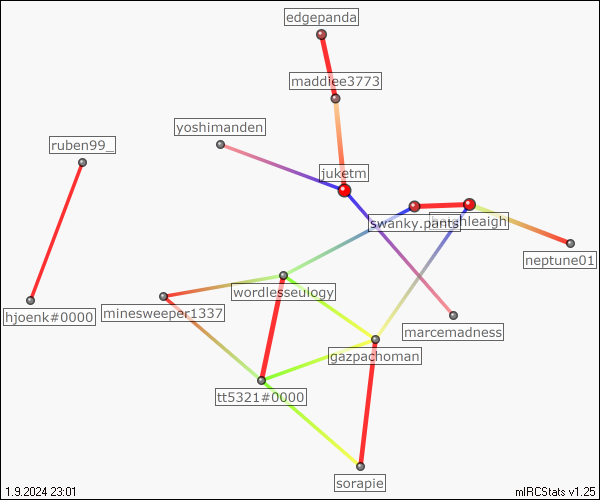 edgepanda
maddiee3773
yoshimanden
ruben99_
juketm
swanky.pants
hleaigh
neptune01
wordlesseulogy
minesweeper1337
hjoenk#0000
marcemadness
gazpachoman
tt5321#0000
sorapie
1.9.2024 23:01
mIRCStats v1.25